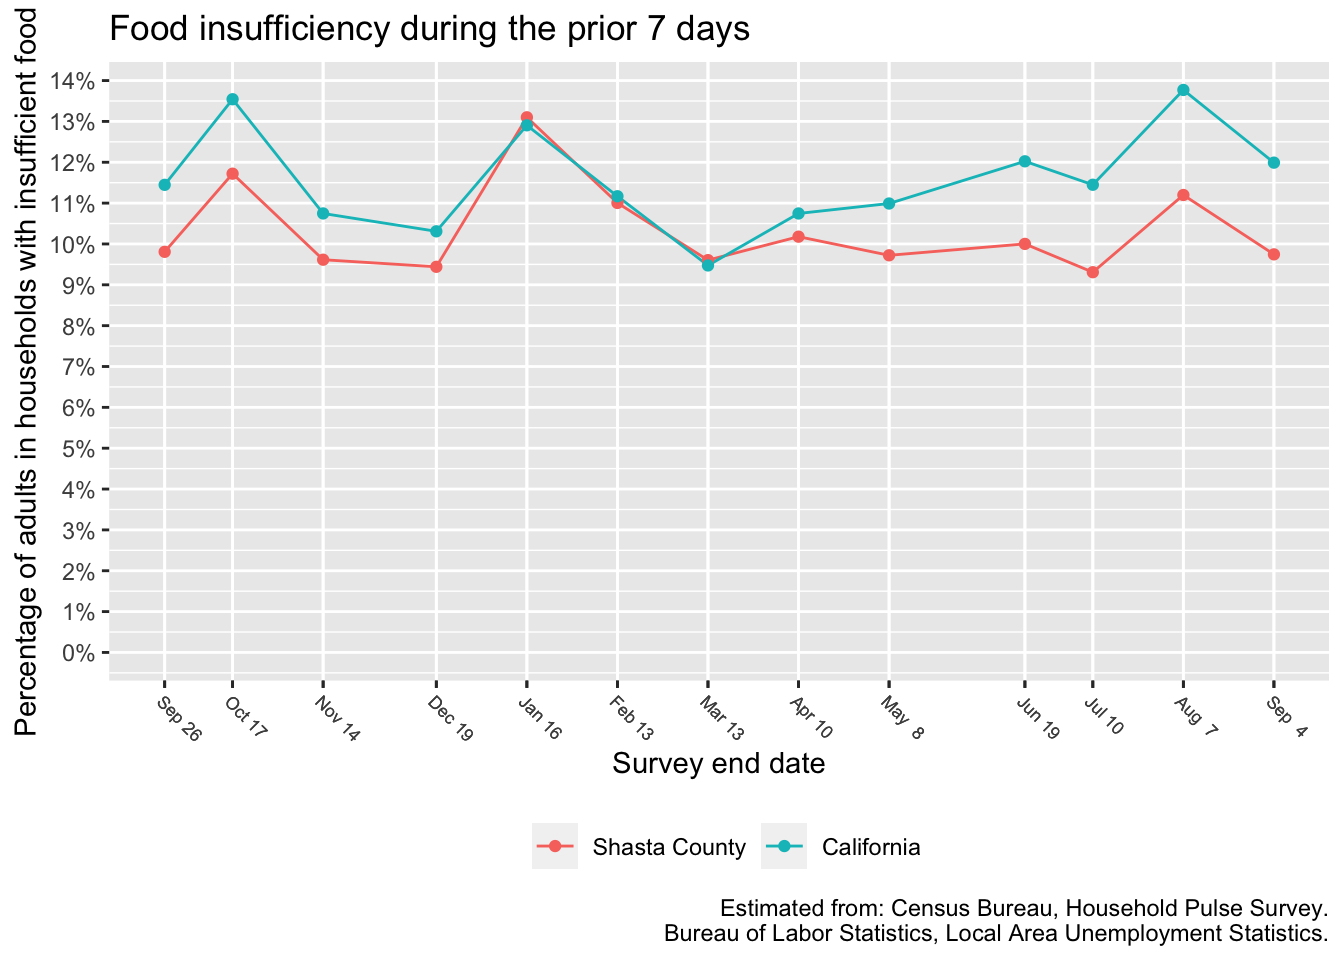 Food insufficiency during the prior 7 days
Percentage of adults in households with insufficient food
14%
13%
12%
11%
10%
9%
8%
7%
6%
5%
4%
3%
2%
1%
0%
Sep 26
Oct 17
Nov 14
Dec 19
Jan 16
Feb 13
Mar 13
Apr 10
May 8
Jun 19
Jul 10
Aug 7
Sep 4
Survey end date
Shasta County
California
Estimated from: Census Bureau, Household Pulse Survey.
Bureau of Labor Statistics, Local Area Unemployment Statistics.